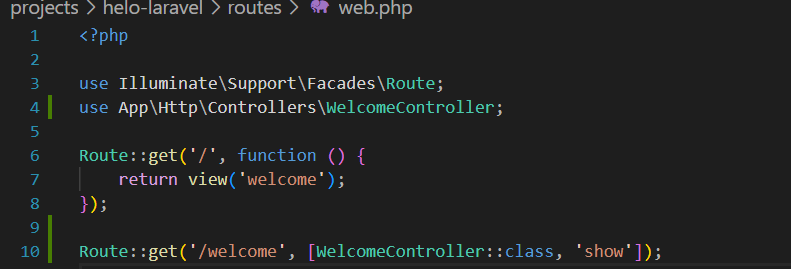 projects > helo-laravel > routes > web.php
1 <?php
2
3 use Illuminate\Support\Facades\Route;
4 use App\Http\Controllers\WelcomeController;
5
6 Route::get('/', function () {
7     return view('welcome');
8 });
9
10 Route::get('/welcome', [WelcomeController::class, 'show']);